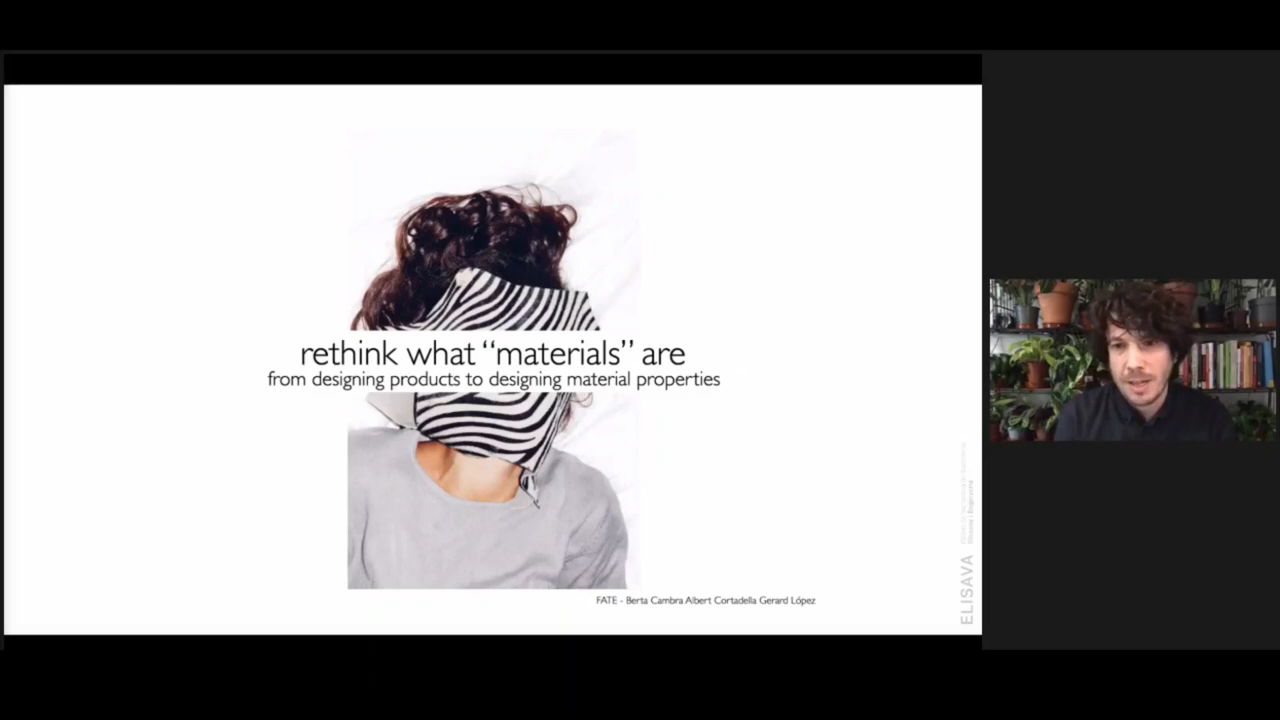 rethink what “materials” are
from designing products to designing material properties
FATE - Berta Cambra Albert Cortadella Gerard López
ELISAVA